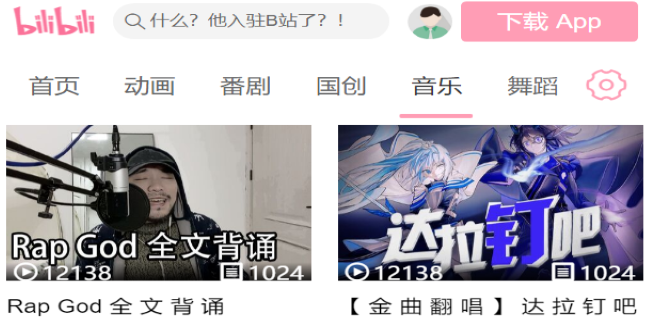 bilibili
什么？他入驻B站了？！
下载 App
首页 动画 番剧 国创 音乐 舞蹈
Rap God 全文背诵
12138 1024
达拉钉吧
12138 1024
Rap God 全文背诵
【金曲翻唱】达拉钉吧